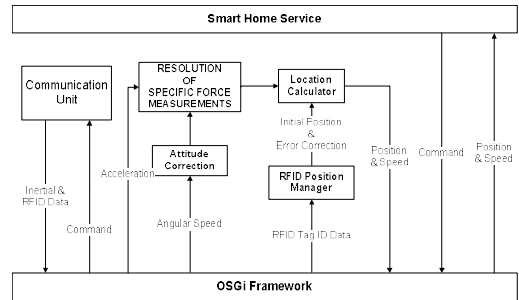 Smart Home Service
Communication
Unit
RESOLUTION
OF
SPECIFIC FORCE
MEASUREMENTS
Location
Calculator
Initial Position
&
Error Correction
Attitude
Correction
RFID Position
Manager
Acceleration
Position
& Speed
Command
Position
& Speed
Inertial &
RFID Data
Command
Angular Speed
RFID Tag ID Data
OSGi Framework